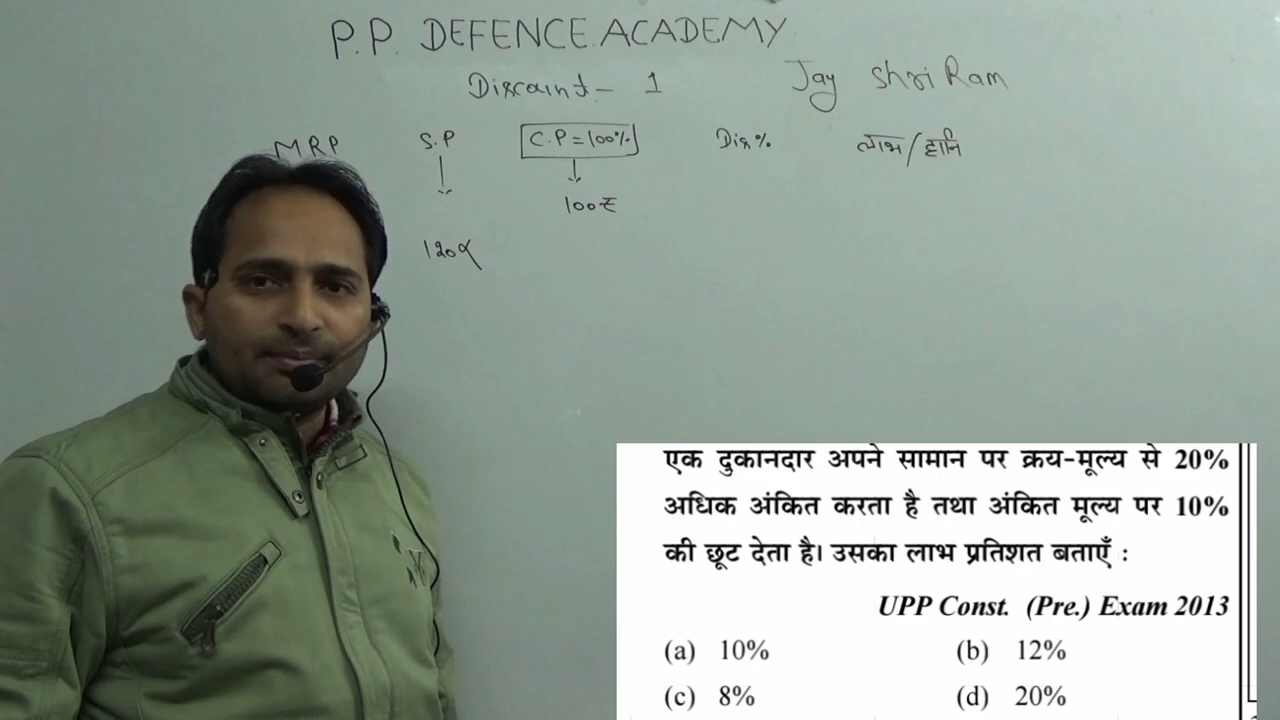 P.P. DEFENCE ACADEMY
Discount - 1 Jay Shri Ram
MRP S.P C.P = 100% Dis% लाभ/हानि
100₹
120
एक दुकानदार अपने सामान पर क्रय-मूल्य से 20%
अधिक अंकित करता है तथा अंकित मूल्य पर 10%
की छूट देता है। उसका लाभ प्रतिशत बताएँ :
UPP Const. (Pre.) Exam 2013
(a) 10% (b) 12%
(c) 8% (d) 20%